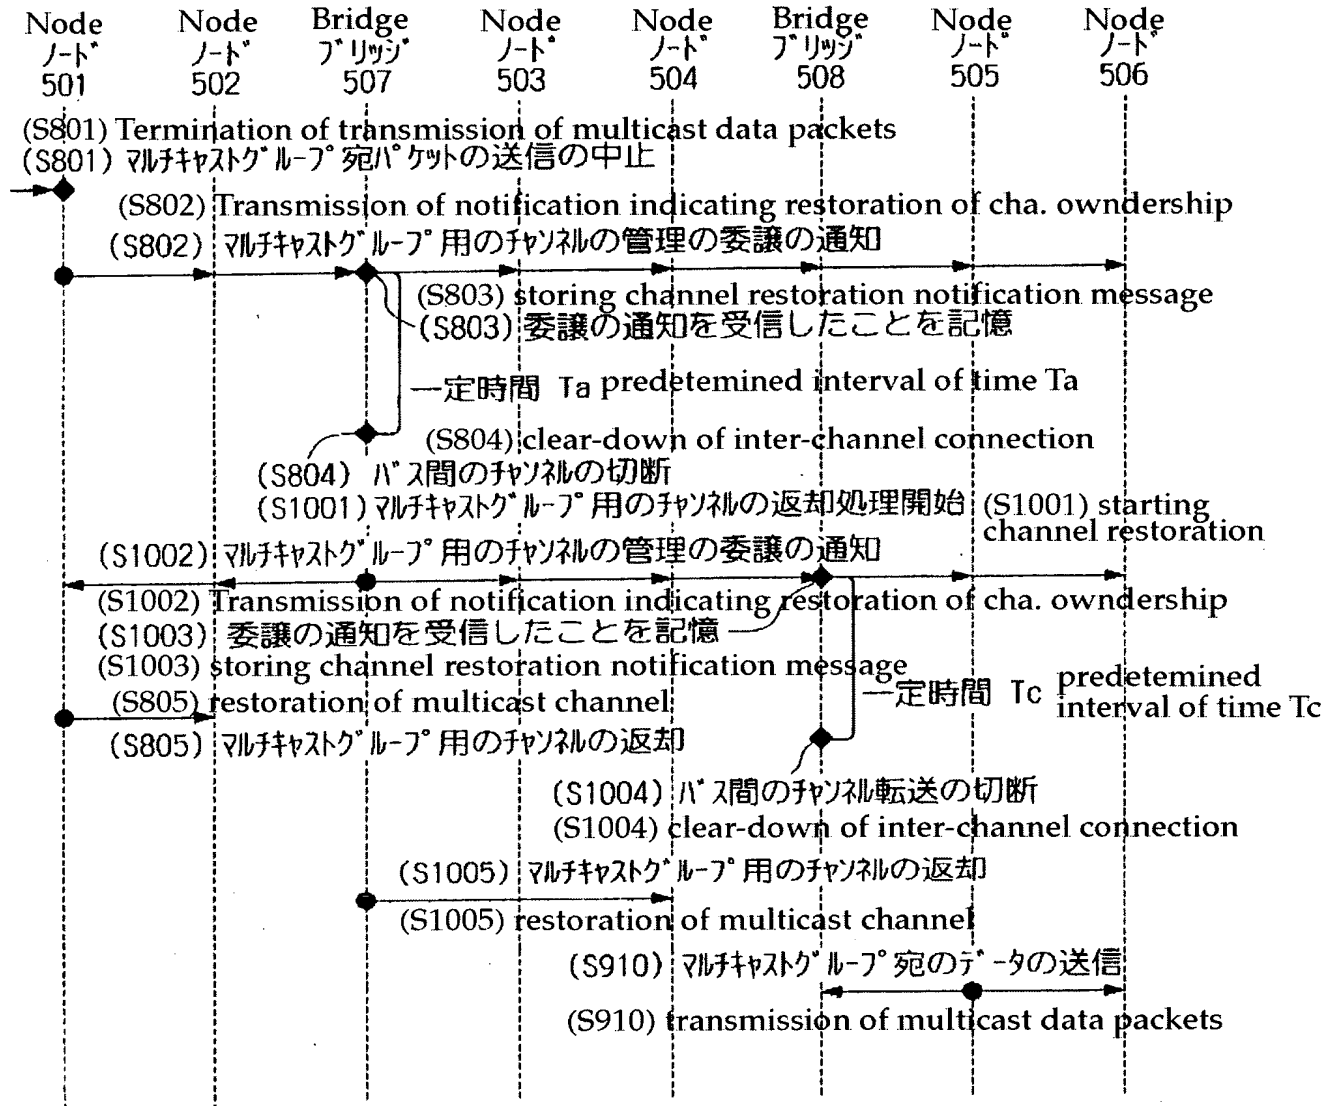 Node Node Bridge Node Node Bridge Node Node
ノード ノード ブリッジ ノード ノード ブリッジ ノード ノード
501 502 507 503 504 508 505 506
(S801) Termination of transmission of multicast data packets
(S801) マルチキャストグループ宛パケットの送信の中止
(S802) Transmission of notification indicating restoration of cha. owndership
(S802) マルチキャストグループ用のチャンネルの管理の委譲の通知
(S803) storing channel restoration notification message
(S803) 委譲の通知を受信したことを記憶
一定時間 Ta predetemined interval of time Ta
(S804) clear-down of inter-channel connection
(S804) バス間のチャンネルの切断
(S1001) マルチキャストグループ用のチャンネルの返却処理開始 (S1001) starting
channel restoration
(S1002) マルチキャストグループ用のチャンネルの管理の委譲の通知
(S1002) Transmission of notification indicating restoration of cha. owndership
(S1003) 委譲の通知を受信したことを記憶
(S1003) storing channel restoration notification message
一定時間 Tc predetemined
interval of time Tc
(S805) restoration of multicast channel
(S805) マルチキャストグループ用のチャンネルの返却
(S1004) バス間のチャンネル転送の切断
(S1004) clear-down of inter-channel connection
(S1005) マルチキャストグループ用のチャンネルの返却
(S1005) restoration of multicast channel
(S910) マルチキャストグループ宛のデータの送信
(S910) transmission of multicast data packets